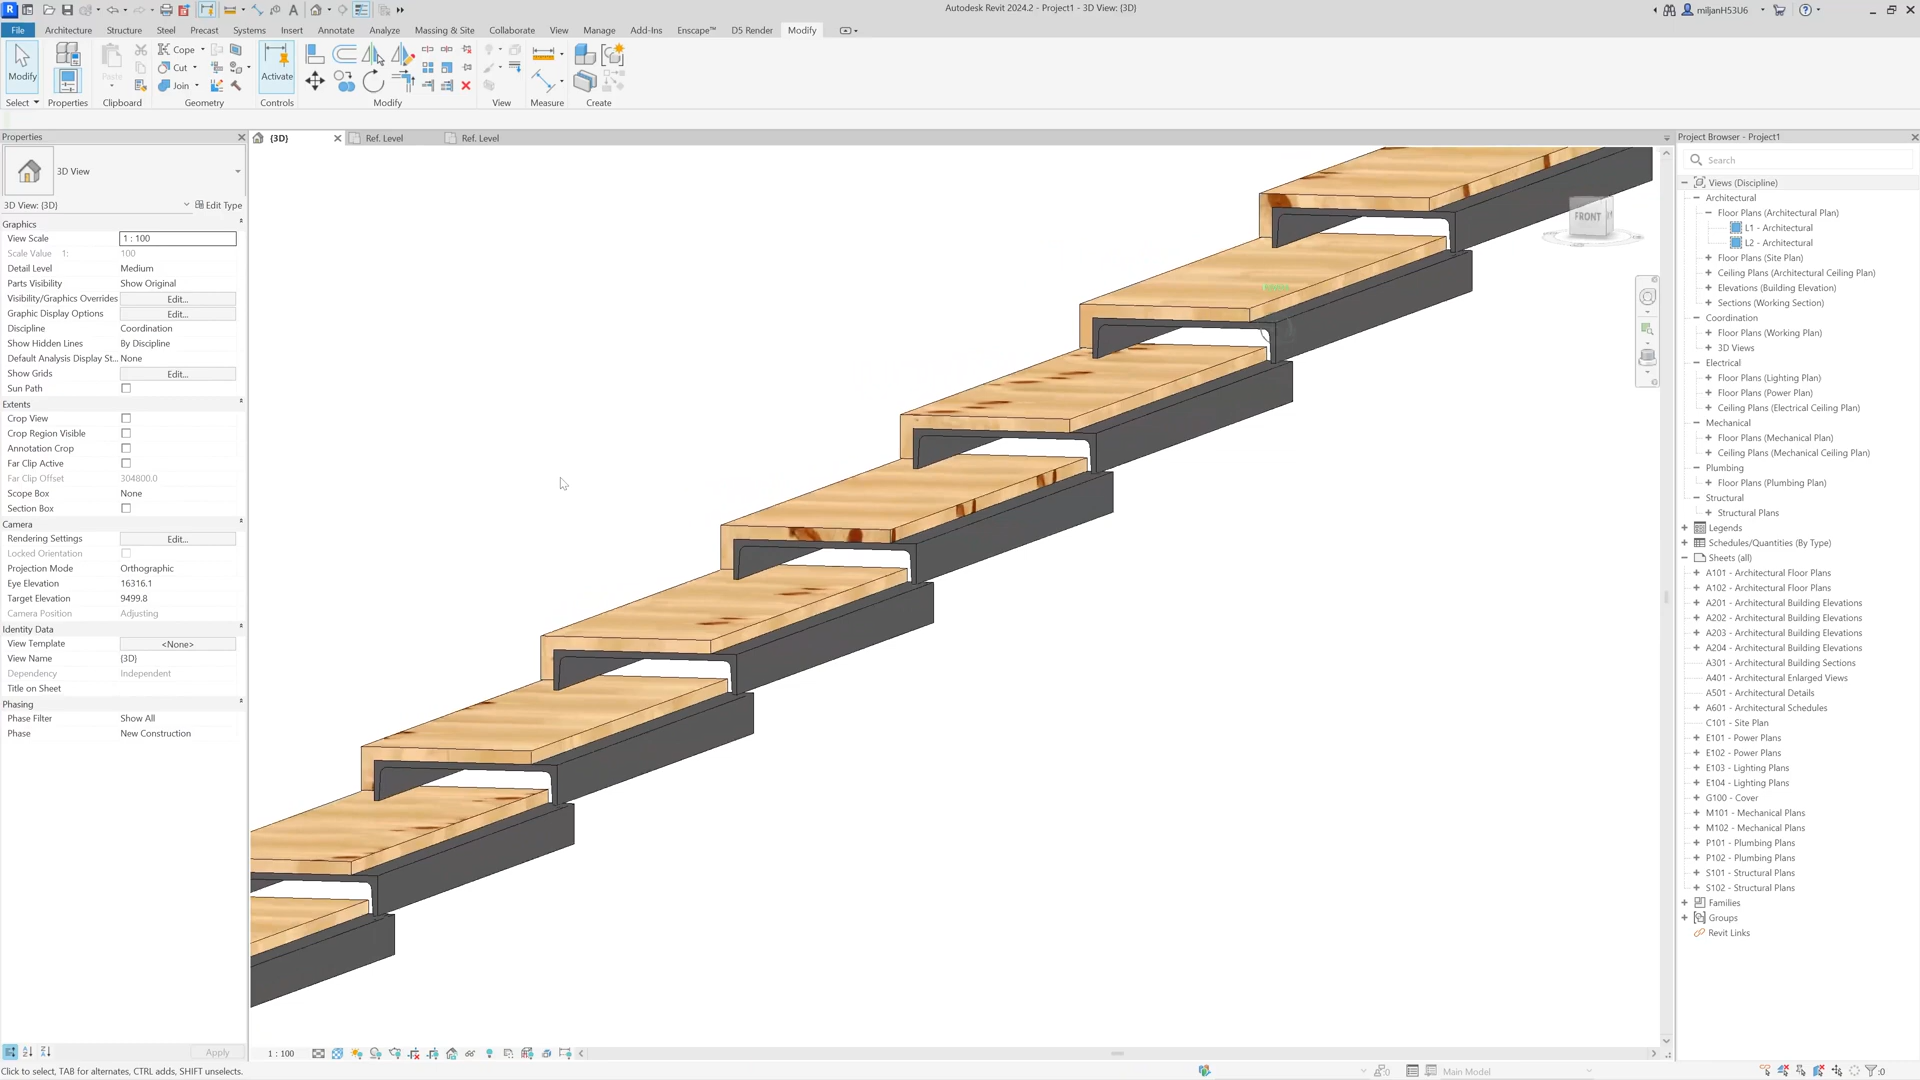 Autodesk Revit 2024.2 - Project1 - 3D View: {3D}
miljanH53U6
File Architecture Structure Steel Precast Systems Insert Annotate Analyze Massing & Site Collaborate View Manage Add-Ins Enscape™ D5 Render Modify
Modify
Paste
Cope
Cut
Join
Activate
Select Properties Clipboard Geometry Controls Modify View Measure Create
Properties
{3D}
Ref. Level
Ref. Level
Project Browser - Project1
3D View
3D View: {3D}
Edit Type
Graphics
View Scale 1 : 100
Scale Value 1: 100
Detail Level Medium
Parts Visibility Show Original
Visibility/Graphics Overrides Edit...
Graphic Display Options Edit...
Discipline Coordination
Show Hidden Lines By Discipline
Default Analysis Display St... None
Show Grids Edit...
Sun Path
Extents
Crop View
Crop Region Visible
Annotation Crop
Far Clip Active
Far Clip Offset 304800.0
Scope Box None
Section Box
Camera
Rendering Settings Edit...
Locked Orientation
Projection Mode Orthographic
Eye Elevation 16316.1
Target Elevation 9499.8
Camera Position Adjusting
Identity Data
View Template <None>
View Name {3D}
Dependency Independent
Title on Sheet
Phasing
Phase Filter Show All
Phase New Construction
Apply
FRONT
Search
Views (Discipline)
Architectural
Floor Plans (Architectural Plan)
L1 - Architectural
L2 - Architectural
Floor Plans (Site Plan)
Ceiling Plans (Architectural Ceiling Plan)
Elevations (Building Elevation)
Sections (Working Section)
Coordination
Floor Plans (Working Plan)
3D Views
Electrical
Floor Plans (Lighting Plan)
Floor Plans (Power Plan)
Ceiling Plans (Electrical Ceiling Plan)
Mechanical
Floor Plans (Mechanical Plan)
Ceiling Plans (Mechanical Ceiling Plan)
Plumbing
Floor Plans (Plumbing Plan)
Structural
Structural Plans
Legends
Schedules/Quantities (By Type)
Sheets (all)
A101 - Architectural Floor Plans
A102 - Architectural Floor Plans
A201 - Architectural Building Elevations
A202 - Architectural Building Elevations
A203 - Architectural Building Elevations
A204 - Architectural Building Elevations
A301 - Architectural Building Sections
A401 - Architectural Enlarged Views
A501 - Architectural Details
A601 - Architectural Schedules
C101 - Site Plan
E101 - Power Plans
E102 - Power Plans
E103 - Lighting Plans
E104 - Lighting Plans
G100 - Cover
M101 - Mechanical Plans
M102 - Mechanical Plans
P101 - Plumbing Plans
P102 - Plumbing Plans
S101 - Structural Plans
S102 - Structural Plans
Families
Groups
Revit Links
1 : 100
Click to select, TAB for alternates, CTRL adds, SHIFT unselects.
:0
Main Model
:0